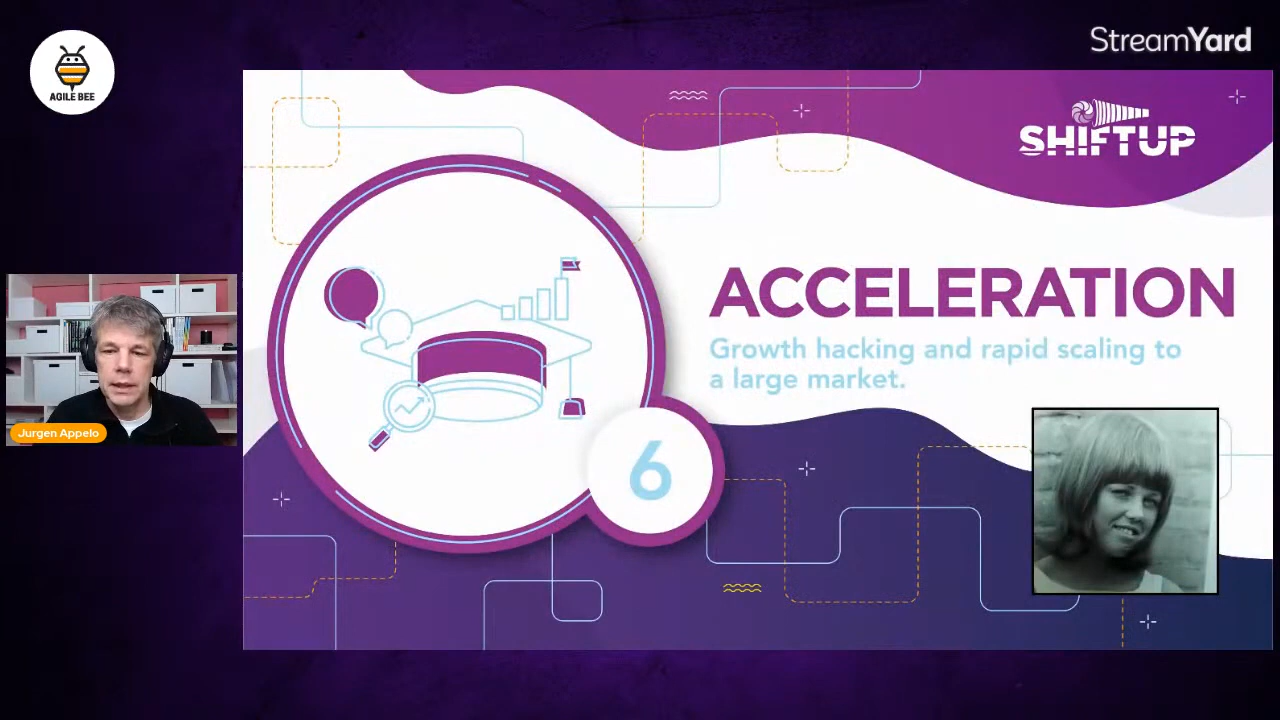 AGILE BEE
StreamYard
SHIFTUP
ACCELERATION
Growth hacking and rapid scaling to
a large market.
6
Jurgen Appelo